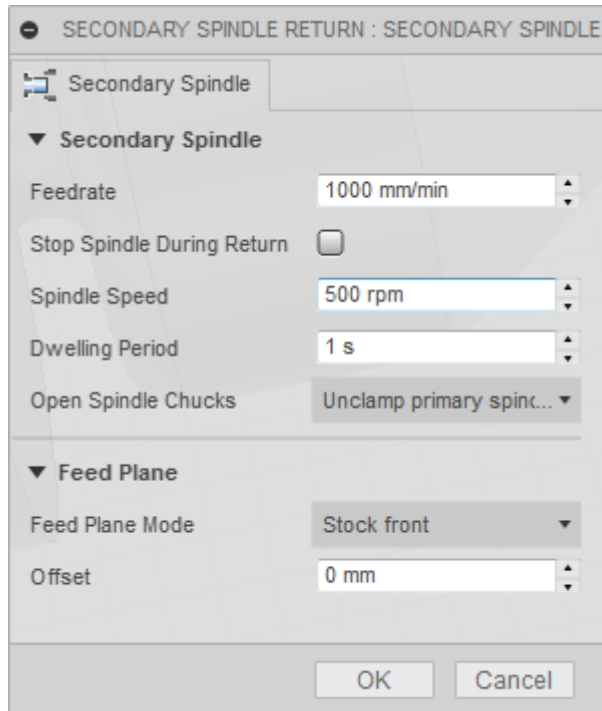 SECONDARY SPINDLE RETURN : SECONDARY SPINDLE
Secondary Spindle
Secondary Spindle
Feedrate 1000 mm/min
Stop Spindle During Return
Spindle Speed 500 rpm
Dwelling Period 1 s
Open Spindle Chucks Unclamp primary spinc...
Feed Plane
Feed Plane Mode Stock front
Offset 0 mm
OK Cancel